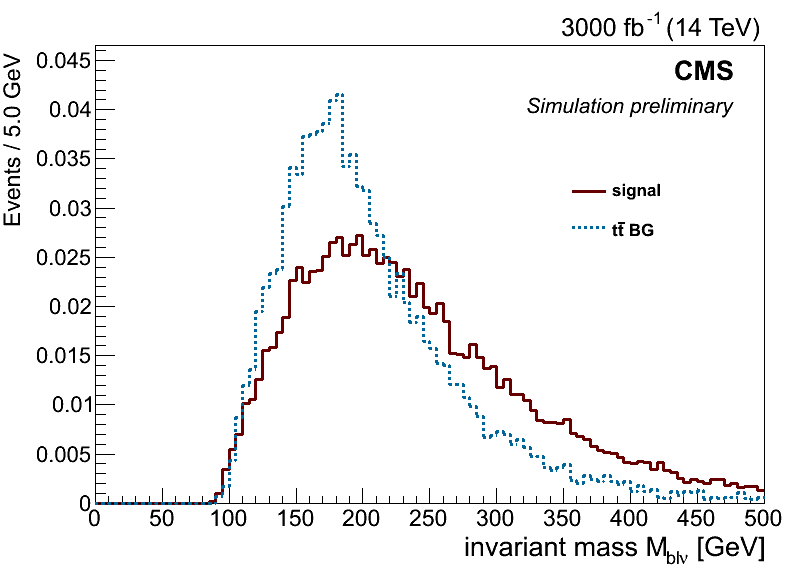 3000 fb⁻¹ (14 TeV)
CMS
Simulation preliminary
signal
tt̄ BG
Events / 5.0 GeV
0.045
0.04
0.035
0.03
0.025
0.02
0.015
0.01
0.005
0
0 50 100 150 200 250 300 350 400 450 500
invariant mass M_blν [GeV]